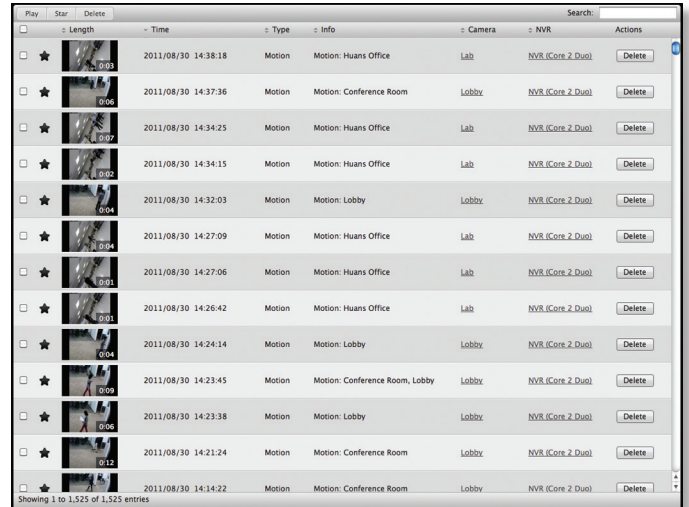 Play Star Delete Search:
Length Time Type Info Camera NVR Actions
0:03 2011/08/30 14:38:18 Motion Motion: Huans Office Lab NVR (Core 2 Duo) Delete
0:06 2011/08/30 14:37:36 Motion Motion: Conference Room Lobby NVR (Core 2 Duo) Delete
0:07 2011/08/30 14:34:25 Motion Motion: Huans Office Lab NVR (Core 2 Duo) Delete
0:02 2011/08/30 14:34:15 Motion Motion: Huans Office Lab NVR (Core 2 Duo) Delete
0:04 2011/08/30 14:32:03 Motion Motion: Lobby Lobby NVR (Core 2 Duo) Delete
0:04 2011/08/30 14:27:09 Motion Motion: Huans Office Lab NVR (Core 2 Duo) Delete
0:01 2011/08/30 14:27:06 Motion Motion: Huans Office Lab NVR (Core 2 Duo) Delete
0:01 2011/08/30 14:26:42 Motion Motion: Huans Office Lab NVR (Core 2 Duo) Delete
0:04 2011/08/30 14:24:14 Motion Motion: Lobby Lobby NVR (Core 2 Duo) Delete
0:09 2011/08/30 14:23:45 Motion Motion: Conference Room, Lobby Lobby NVR (Core 2 Duo) Delete
0:06 2011/08/30 14:23:38 Motion Motion: Lobby Lobby NVR (Core 2 Duo) Delete
0:12 2011/08/30 14:21:24 Motion Motion: Conference Room Lobby NVR (Core 2 Duo) Delete
2011/08/30 14:14:22 Motion Motion: Conference Room Lobby NVR (Core 2 Duo) Delete
Showing 1 to 1,525 of 1,525 entries